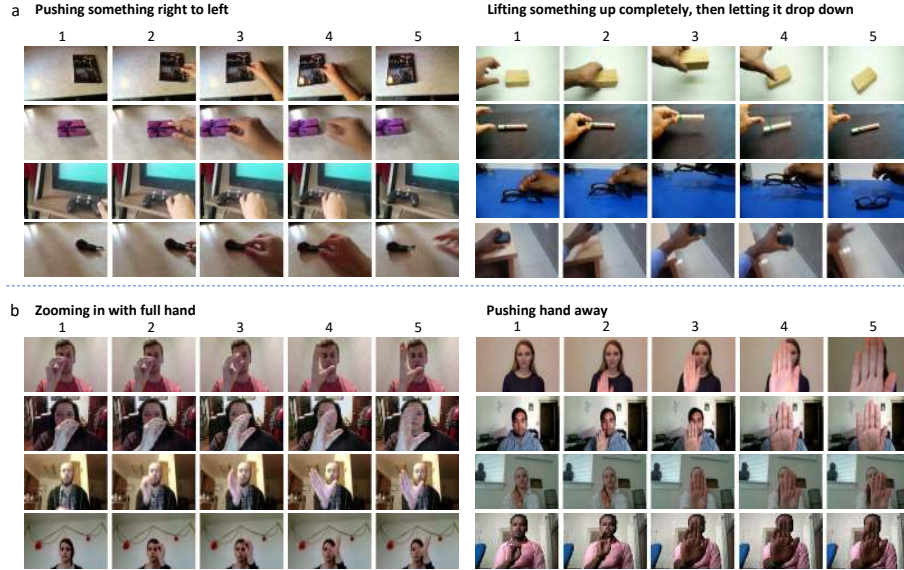 a Pushing something right to left
1 2 3 4 5
Lifting something up completely, then letting it drop down
1 2 3 4 5
b Zooming in with full hand
1 2 3 4 5
Pushing hand away
1 2 3 4 5